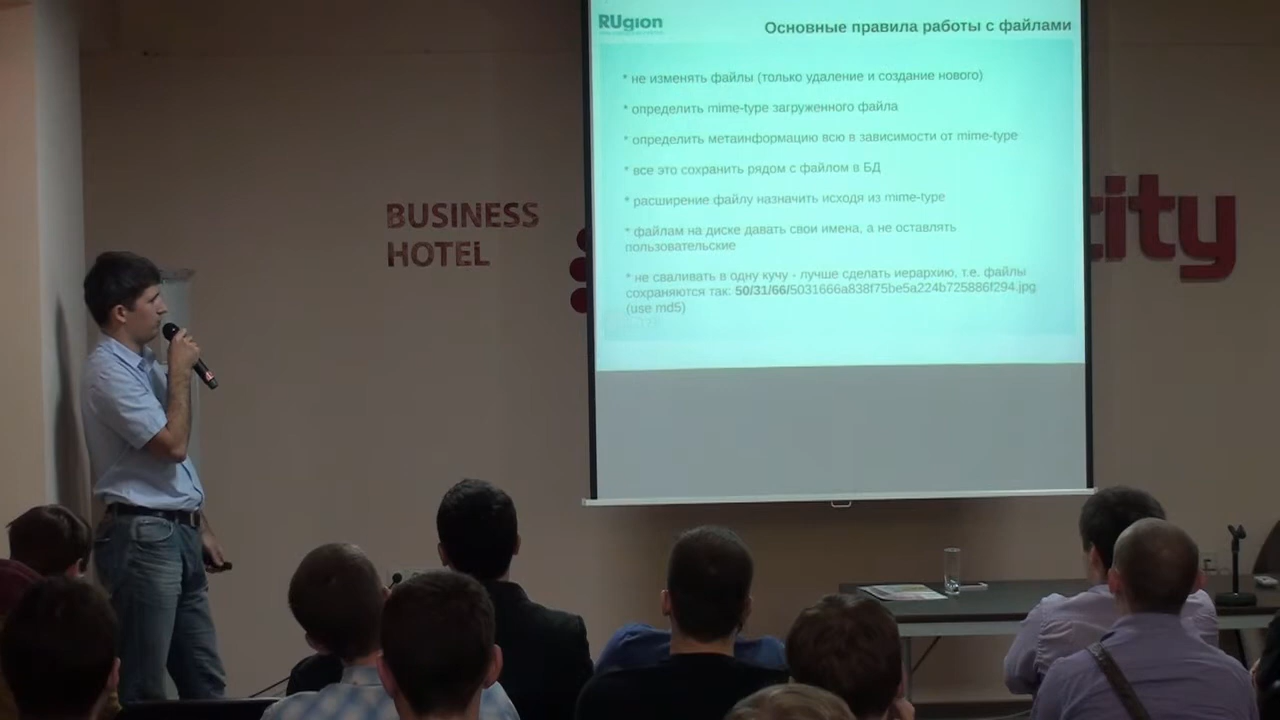 RUgion
Основные правила работы с файлами
* не изменять файлы (только удаление и создание нового)
* определить mime-type загруженного файла
* определить метаинформацию всю в зависимости от mime-type
* все это сохранить рядом с файлом в БД
* расширение файлу назначить исходя из mime-type
* файлам на диске давать свои имена, а не оставлять
пользовательские
* не сваливать в одну кучу - лучше сделать иерархию, т.е. файлы
сохраняются так: 50/31/66/5031666a838f75be5a224b725886f294.jpg
(use md5)
BUSINESS
HOTEL
city